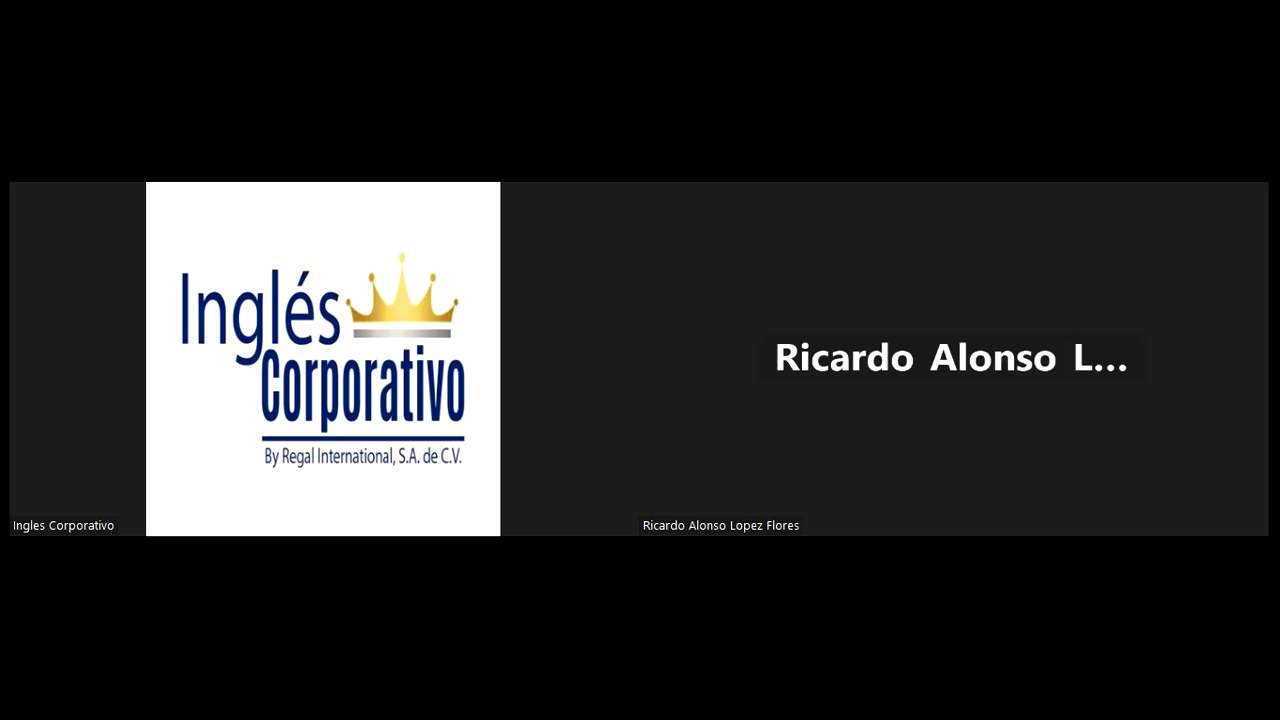 Inglés
Corporativo
By Regal International, S.A. de C.V.
Ingles Corporativo
Ricardo Alonso L...
Ricardo Alonso Lopez Flores